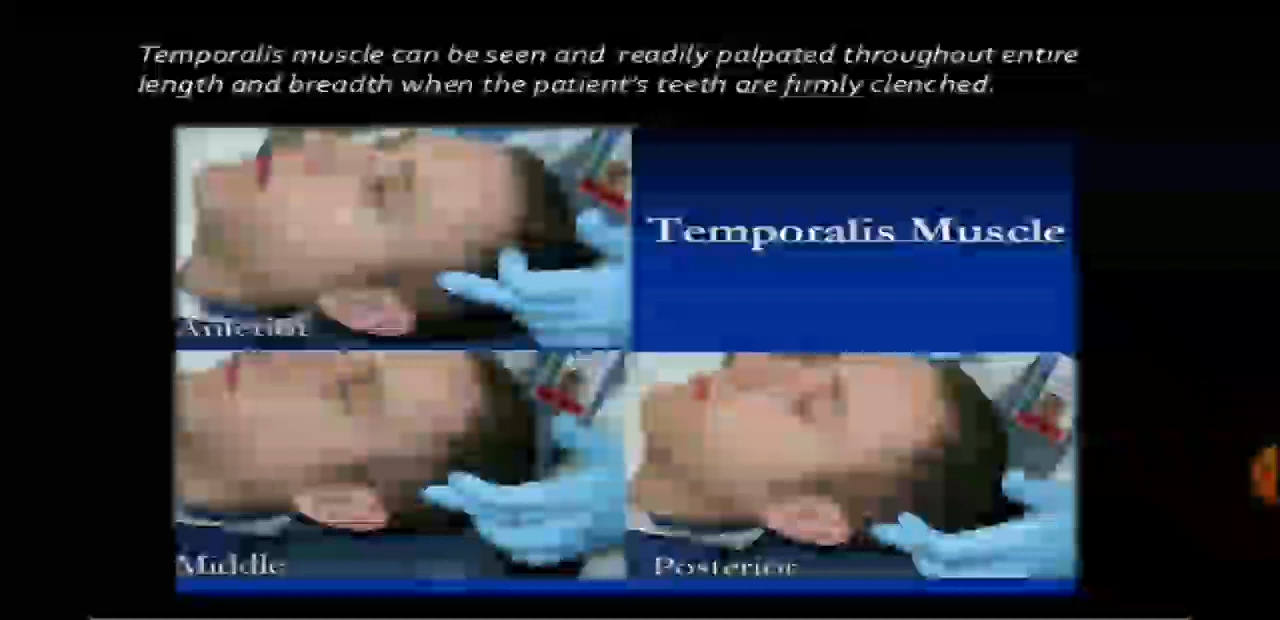 Temporalis muscle can be seen and readily palpated throughout entire
length and breadth when the patient's teeth are firmly clenched.
Temporalis Muscle
Anterior
Middle
Posterior